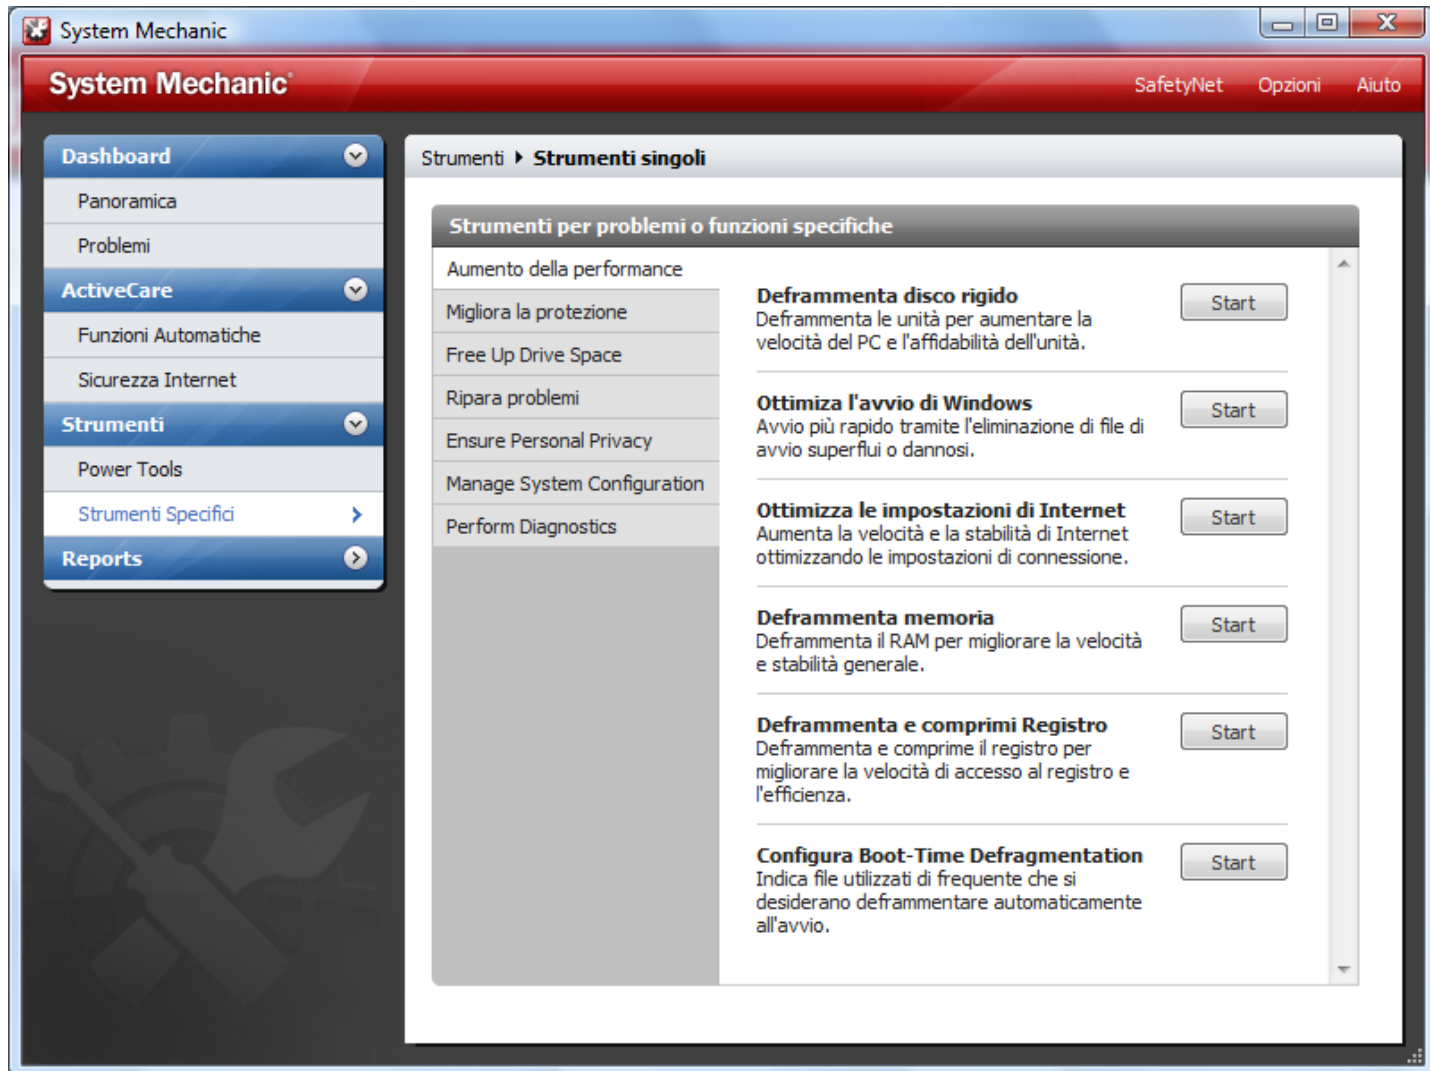 System Mechanic
System Mechanic
SafetyNet Opzioni Aiuto
Dashboard
Panoramica
Problemi
ActiveCare
Funzioni Automatiche
Sicurezza Internet
Strumenti
Power Tools
Strumenti Specifici
Reports
Strumenti Strumenti singoli
Strumenti per problemi o funzioni specifiche
Aumento della performance
Migliora la protezione
Free Up Drive Space
Ripara problemi
Ensure Personal Privacy
Manage System Configuration
Perform Diagnostics
Deframmenta disco rigido
Deframmenta le unità per aumentare la
velocità del PC e l'affidabilità dell'unità.
Start
Ottimiza l'avvio di Windows
Avvio più rapido tramite l'eliminazione di file di
avvio superflui o dannosi.
Start
Ottimizza le impostazioni di Internet
Aumenta la velocità e la stabilità di Internet
ottimizzando le impostazioni di connessione.
Start
Deframmenta memoria
Deframmenta il RAM per migliorare la velocità
e stabilità generale.
Start
Deframmenta e comprimi Registro
Deframmenta e comprime il registro per
migliorare la velocità di accesso al registro e
l'efficienza.
Start
Configura Boot-Time Defragmentation
Indica file utilizzati di frequente che si
desiderano deframmentare automaticamente
all'avvio.
Start